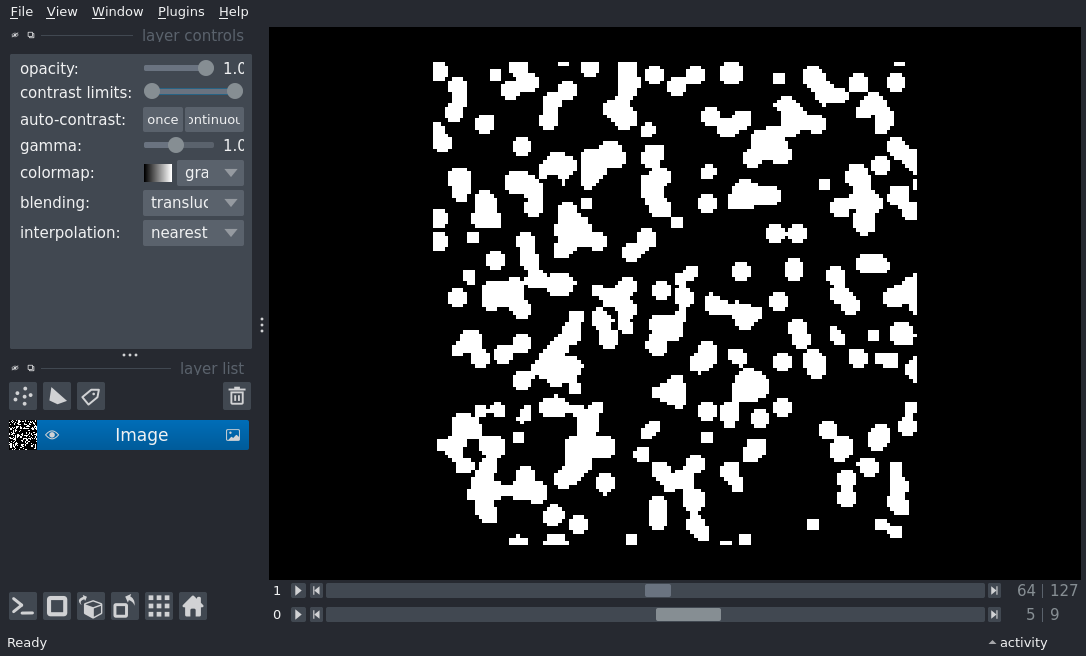 File View Window Plugins Help
layer controls
opacity: 1.0
contrast limits:
auto-contrast: once ontinuou
gamma: 1.0
colormap: gra
blending: transluc
interpolation: nearest
layer list
Image
1 64 | 127
0 5 | 9
Ready activity